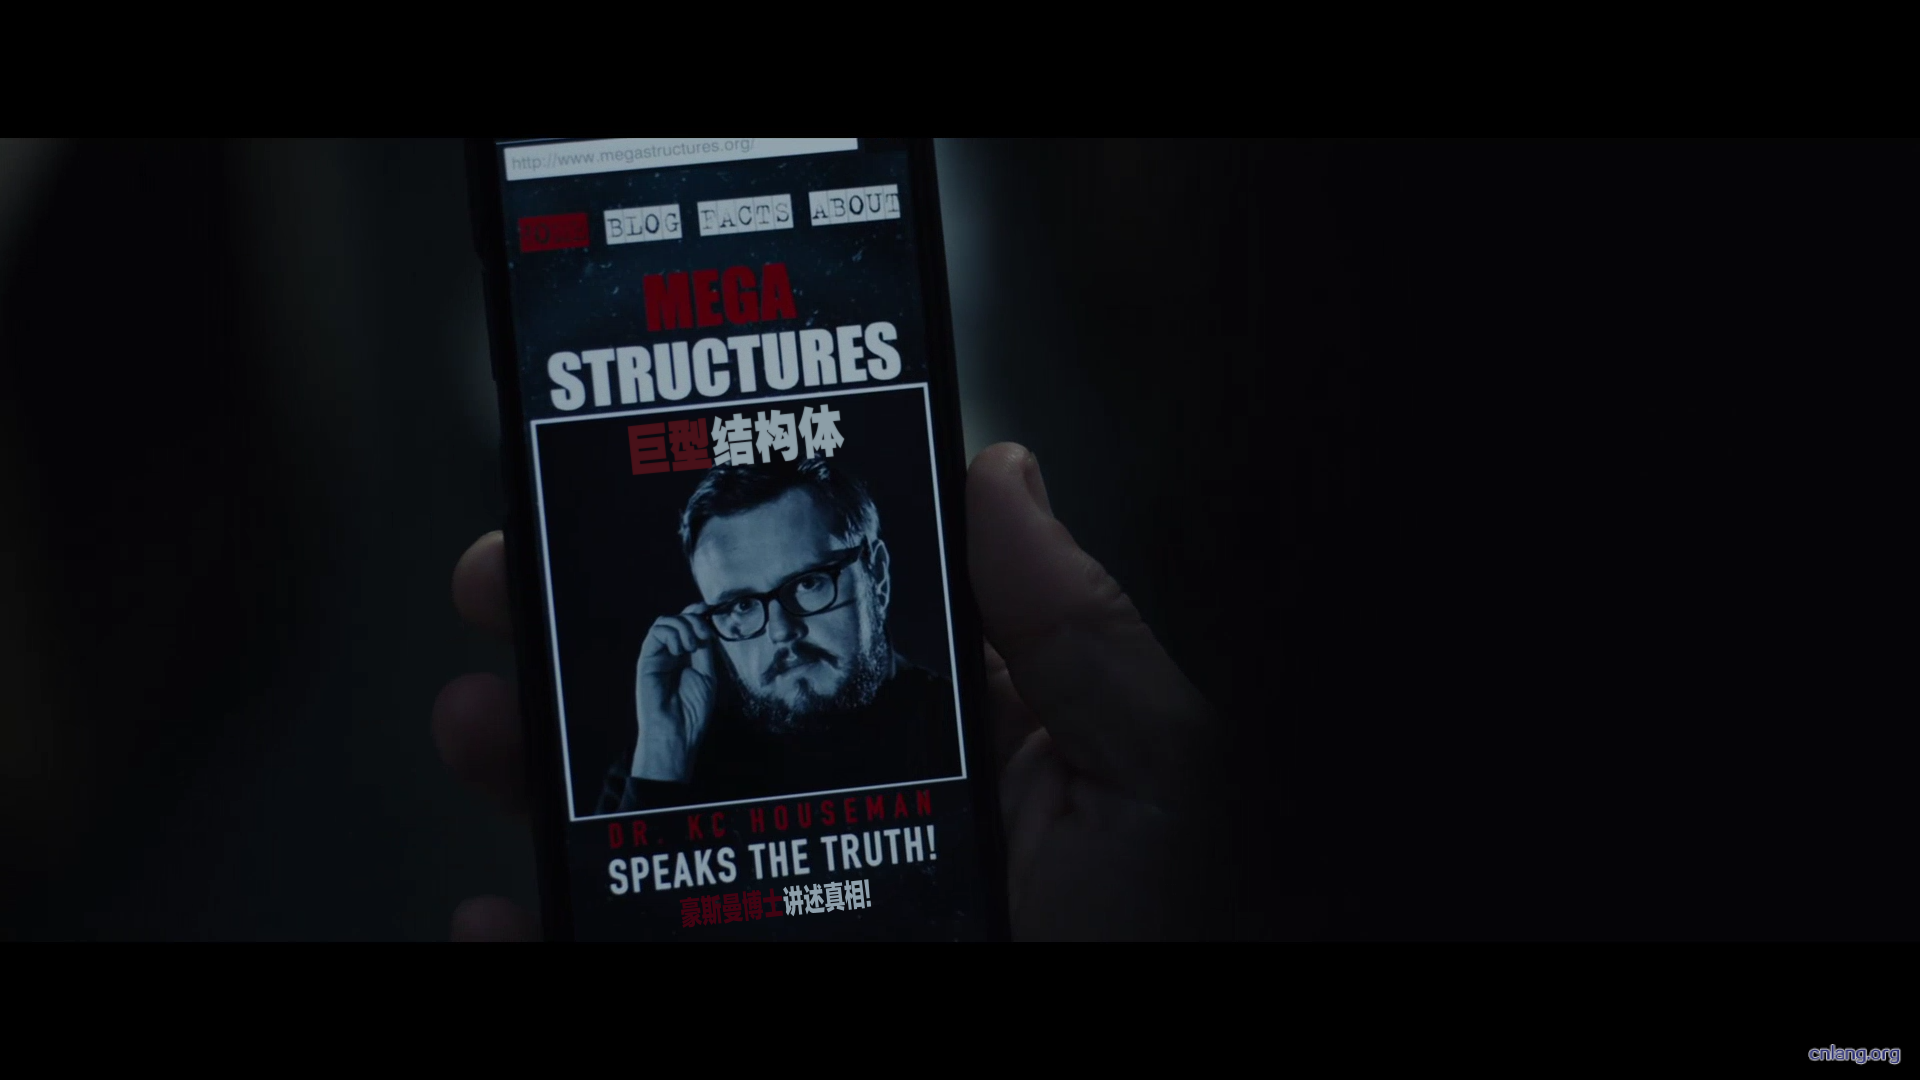 http://www.megastructures.org/
BLOG FACTS ABOUT
MEGA
STRUCTURES
巨型结构体
DR. KC HOUSEMAN
SPEAKS THE TRUTH!
豪斯曼博士讲述真相!
cnlang.org